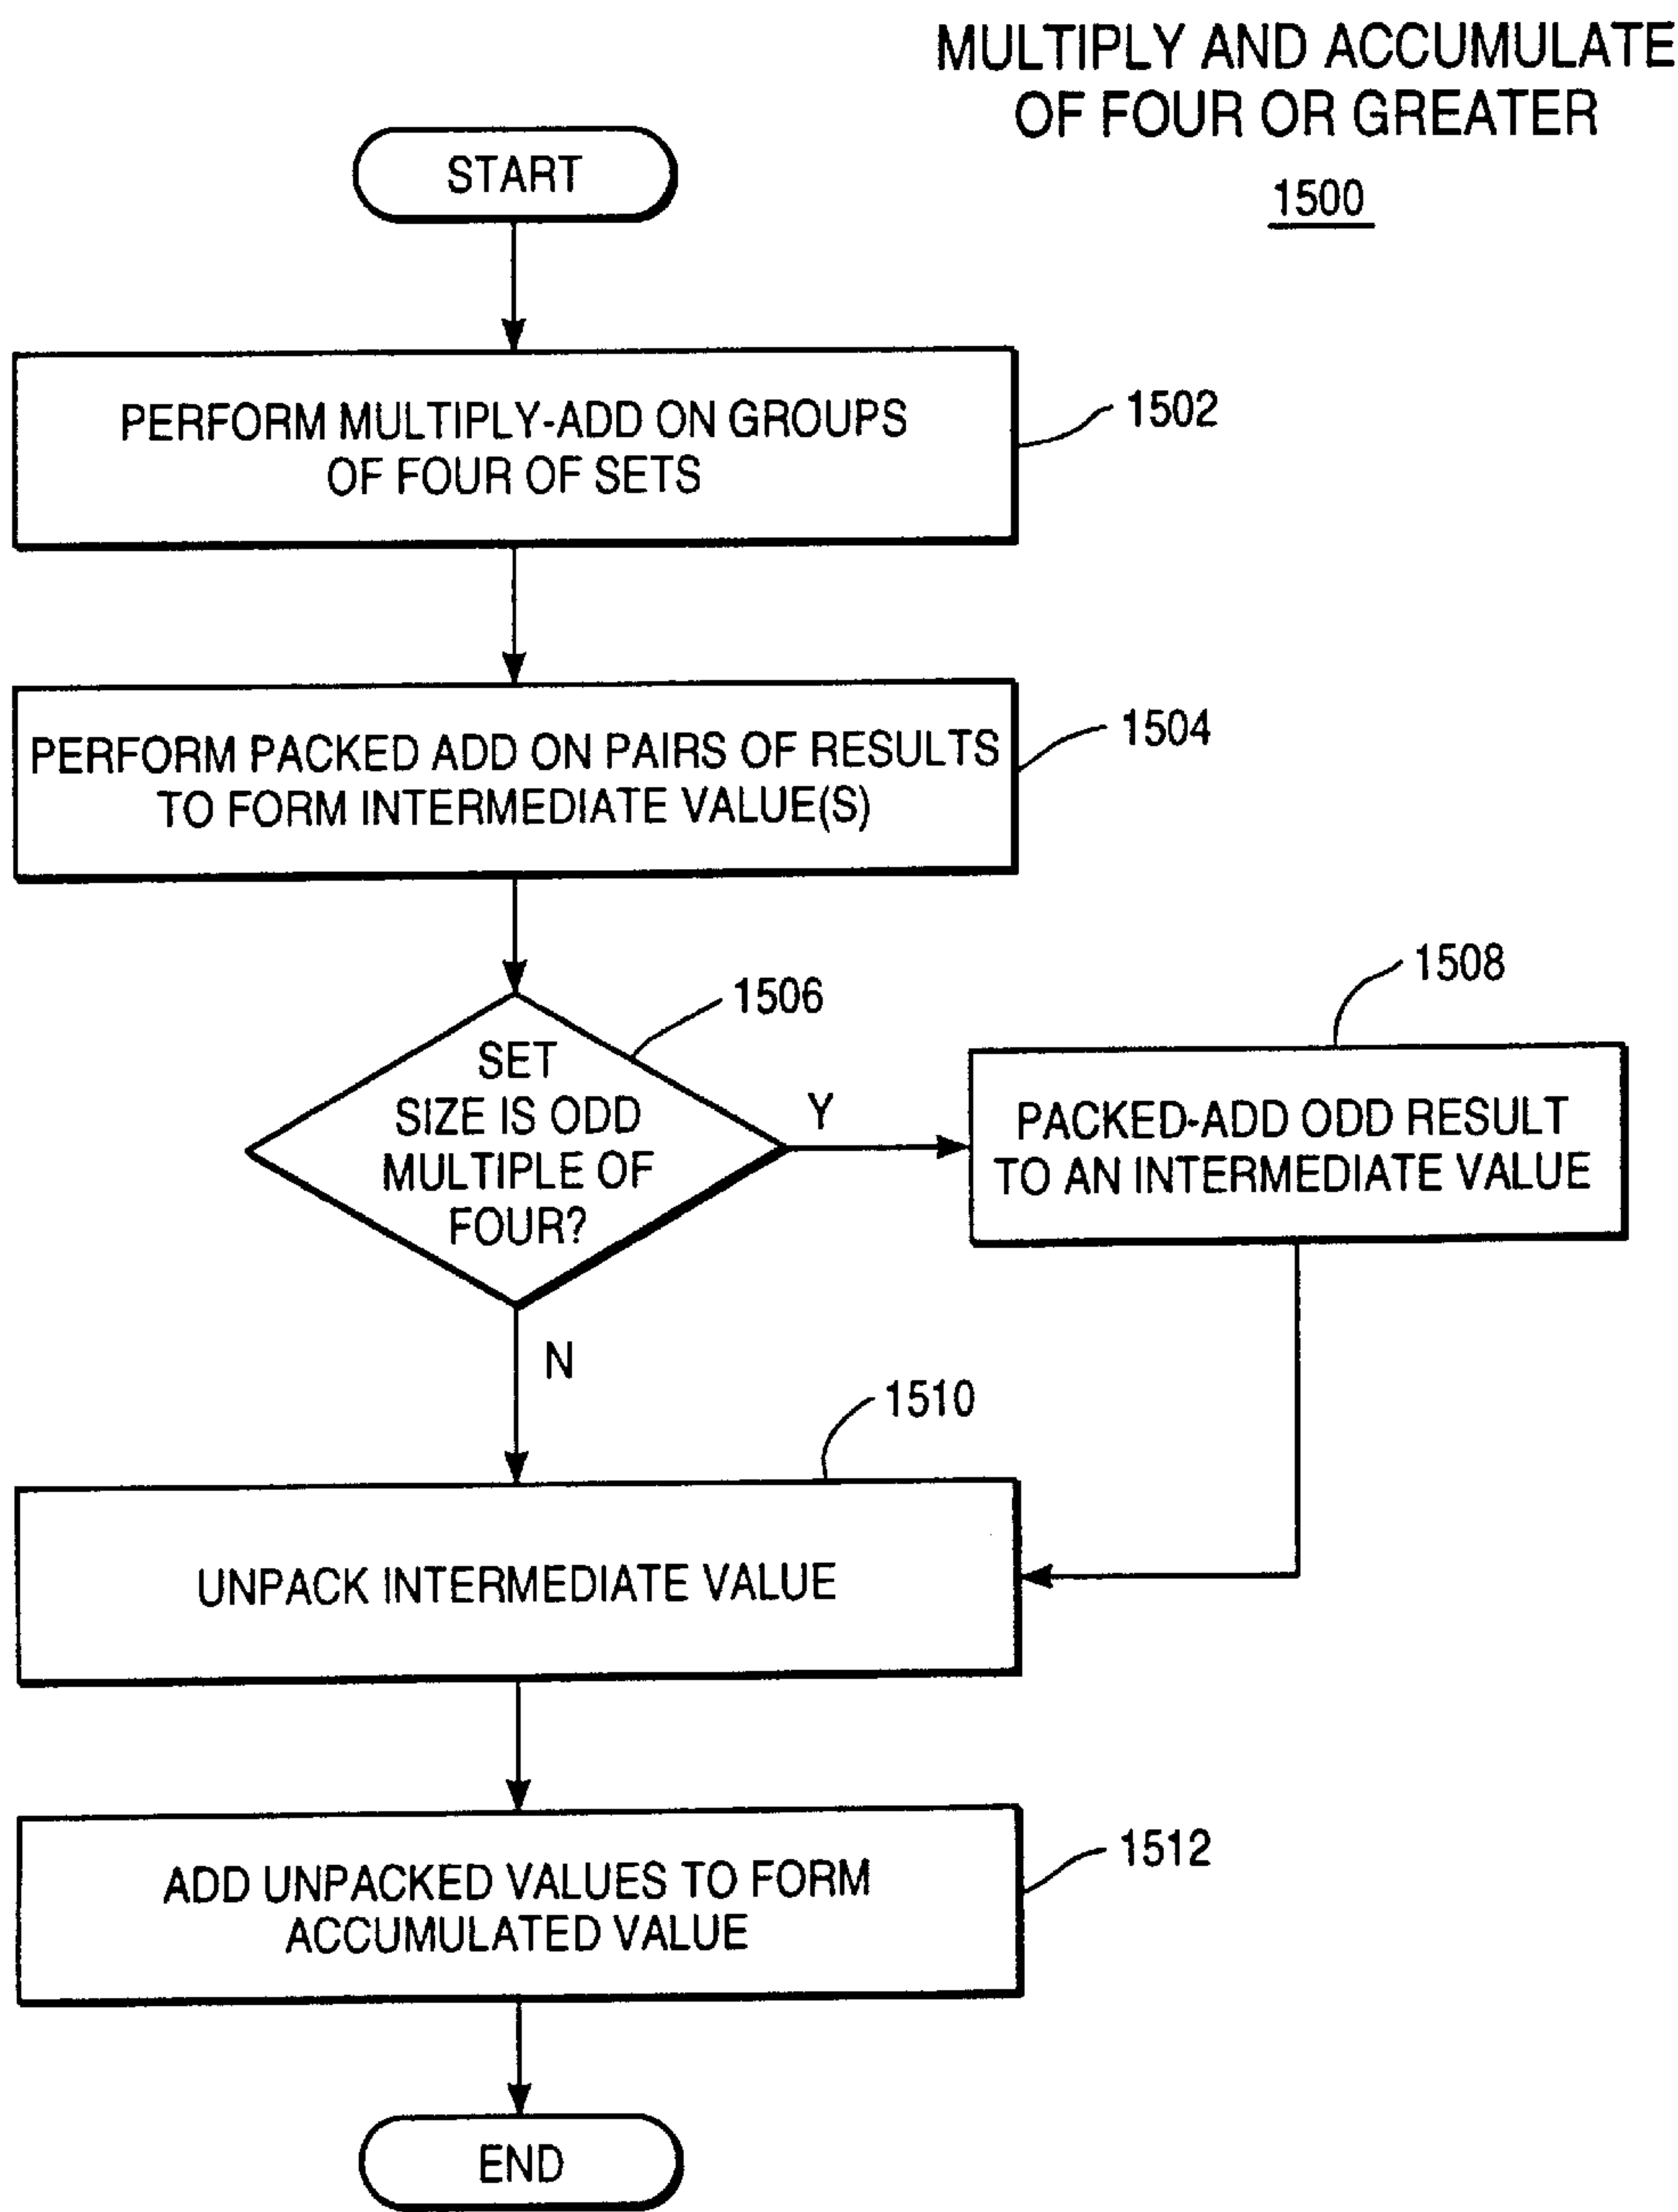 MULTIPLY AND ACCUMULATE
OF FOUR OR GREATER
1500
START
PERFORM MULTIPLY-ADD ON GROUPS
OF FOUR OF SETS
1502
PERFORM PACKED ADD ON PAIRS OF RESULTS
TO FORM INTERMEDIATE VALUE(S)
1504
1506
SET
SIZE IS ODD
MULTIPLE OF
FOUR?
Y
1508
PACKED-ADD ODD RESULT
TO AN INTERMEDIATE VALUE
N
1510
UNPACK INTERMEDIATE VALUE
ADD UNPACKED VALUES TO FORM
ACCUMULATED VALUE
1512
END